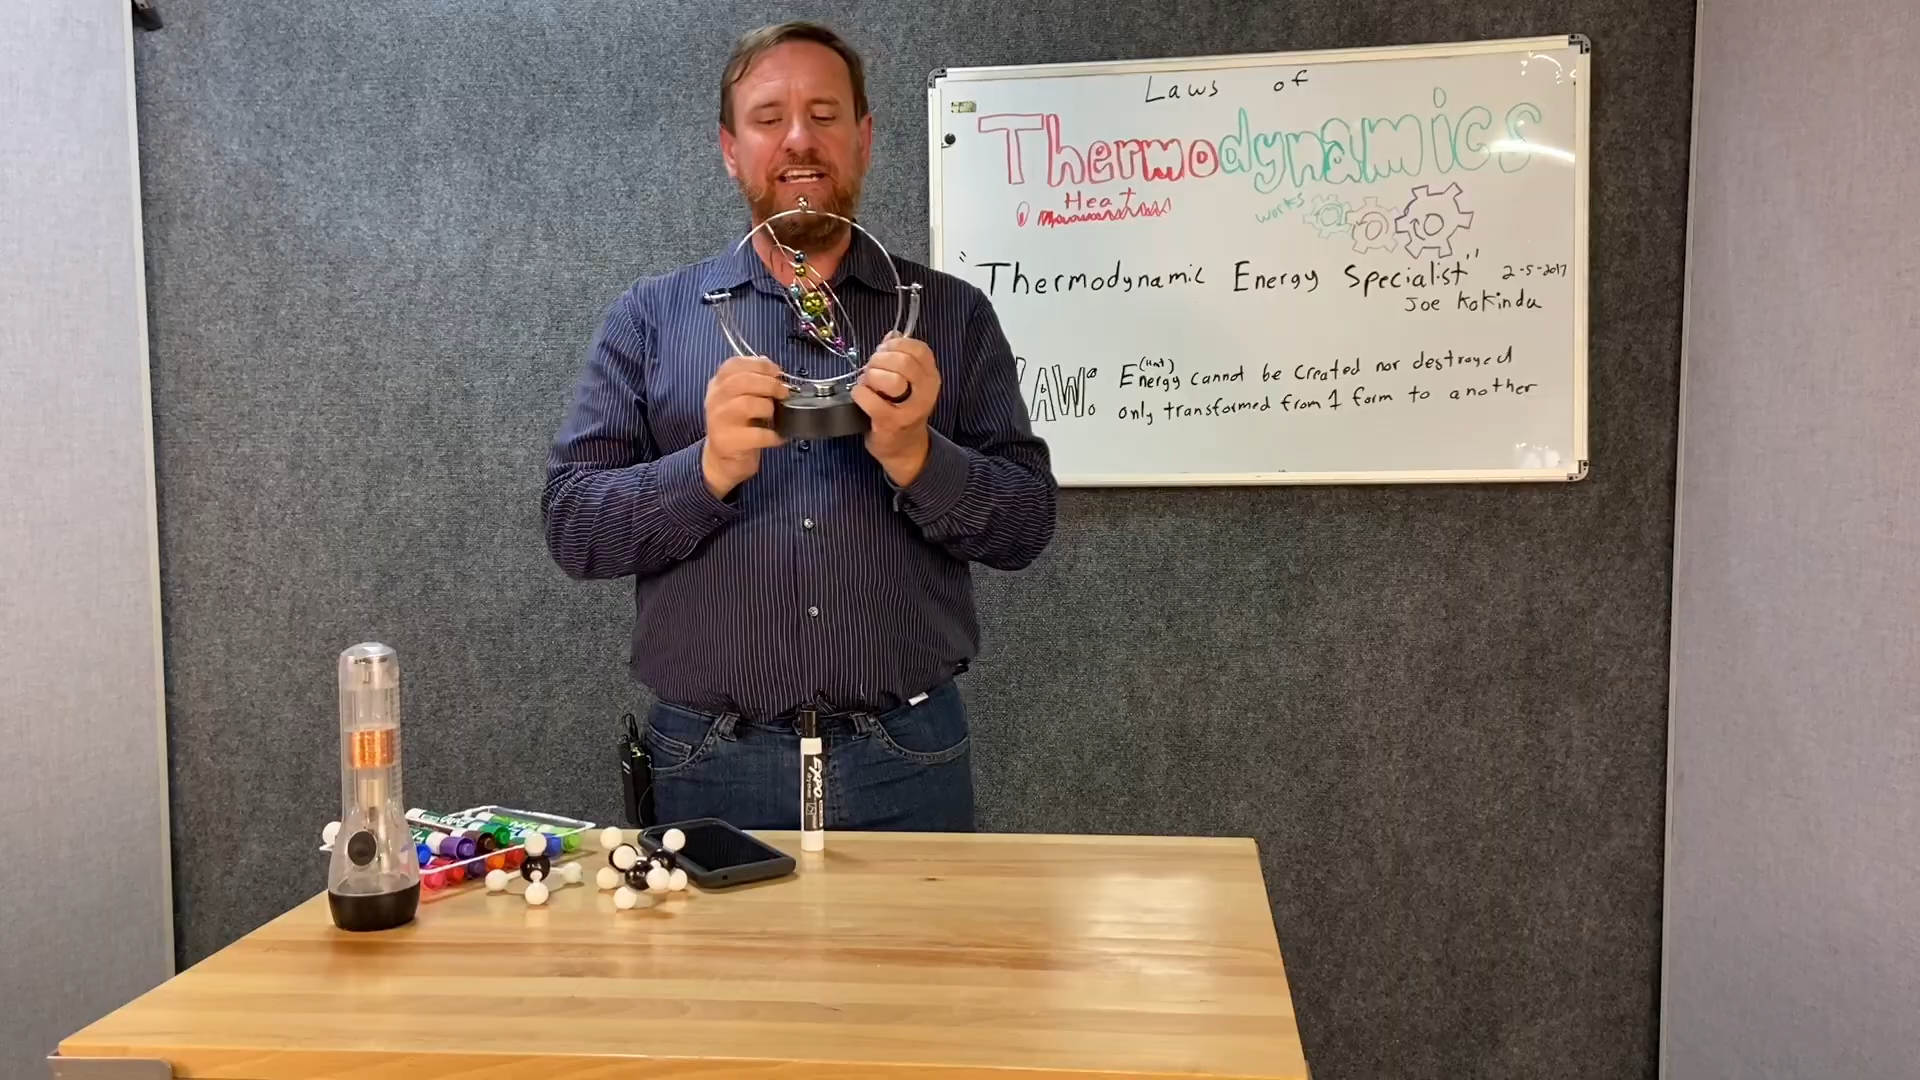 Laws of
Thermodynamics
Heat
works
"Thermodynamic Energy Specialist" 2-5-2017
Joe Kokinda
LAW: Energy (Heat) cannot be created nor destroyed
only transformed from 1 form to another
EXPO